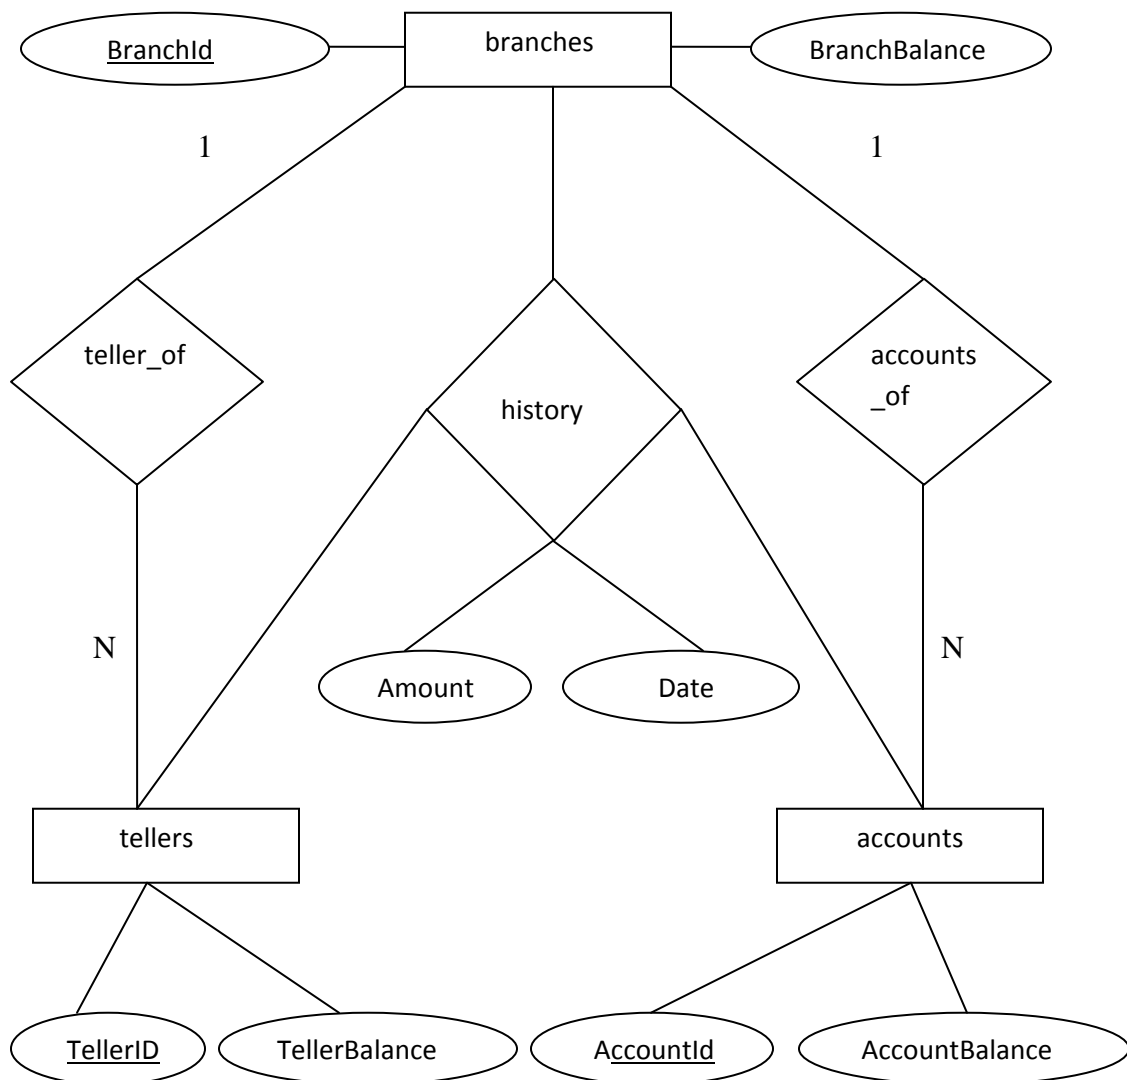 BranchId
branches
BranchBalance
1
1
teller_of
accounts
_of
history
N
N
Amount
Date
tellers
accounts
TellerID
TellerBalance
AccountId
AccountBalance